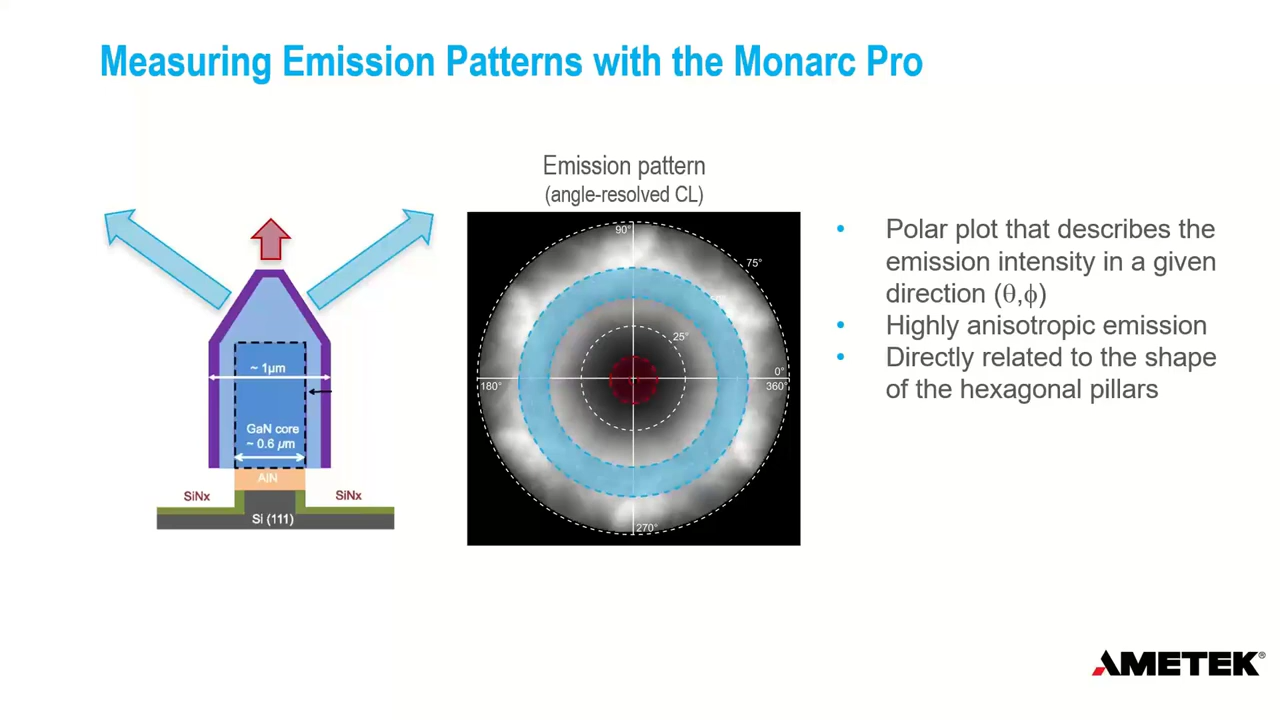 Measuring Emission Patterns with the Monarc Pro
Emission pattern
(angle-resolved CL)
~ 1µm
GaN core
~ 0.6 µm
AlN
SiNx
SiNx
Si (111)
90°
75°
25°
0°
180°
360°
270°
• Polar plot that describes the
emission intensity in a given
direction (θ,ϕ)
• Highly anisotropic emission
• Directly related to the shape
of the hexagonal pillars
AMETEK®